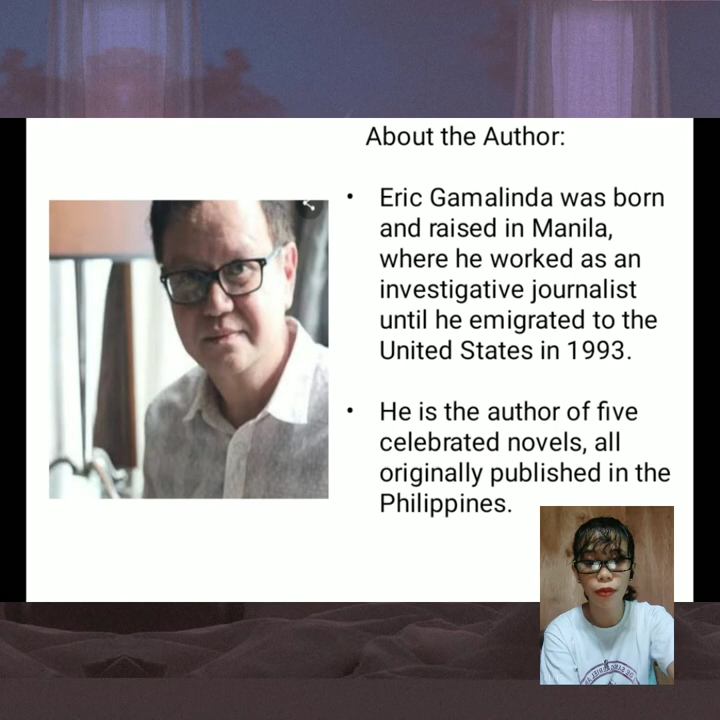 About the Author:
• Eric Gamalinda was born
and raised in Manila,
where he worked as an
investigative journalist
until he emigrated to the
United States in 1993.
• He is the author of five
celebrated novels, all
originally published in the
Philippines.